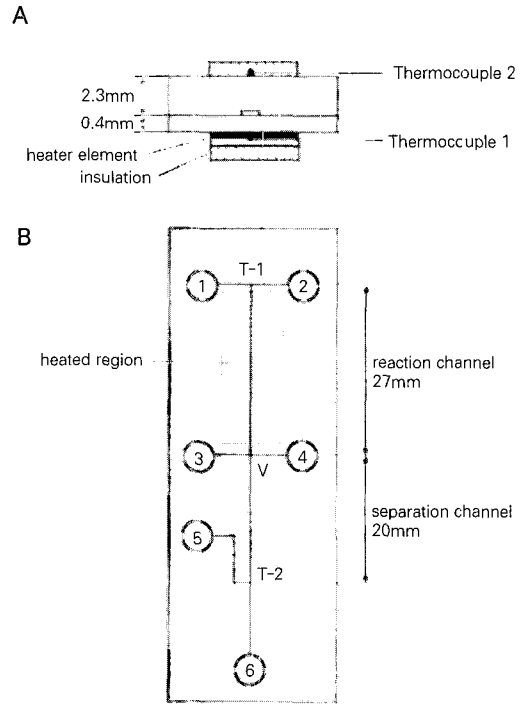 A
Thermocouple 2
2.3mm
0.4mm
Thermoccuple 1
heater element
insulation
B
T-1
1
2
heated region
reaction channel
27mm
3
4
V
separation channel
20mm
5
T-2
6